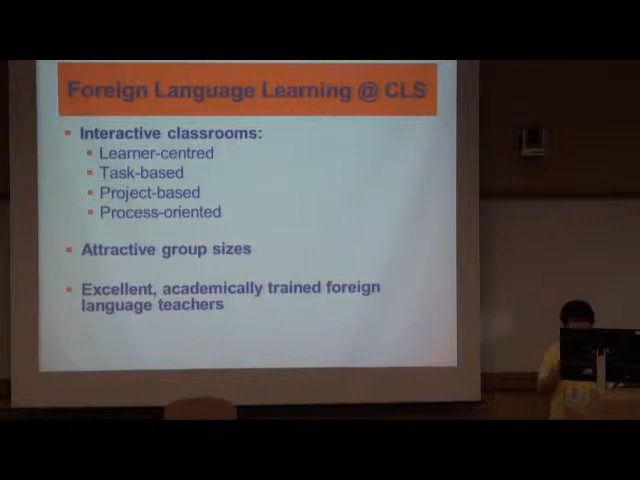 Foreign Language Learning @ CLS
Interactive classrooms:
Learner-centred
Task-based
Project-based
Process-oriented
Attractive group sizes
Excellent, academically trained foreign
language teachers